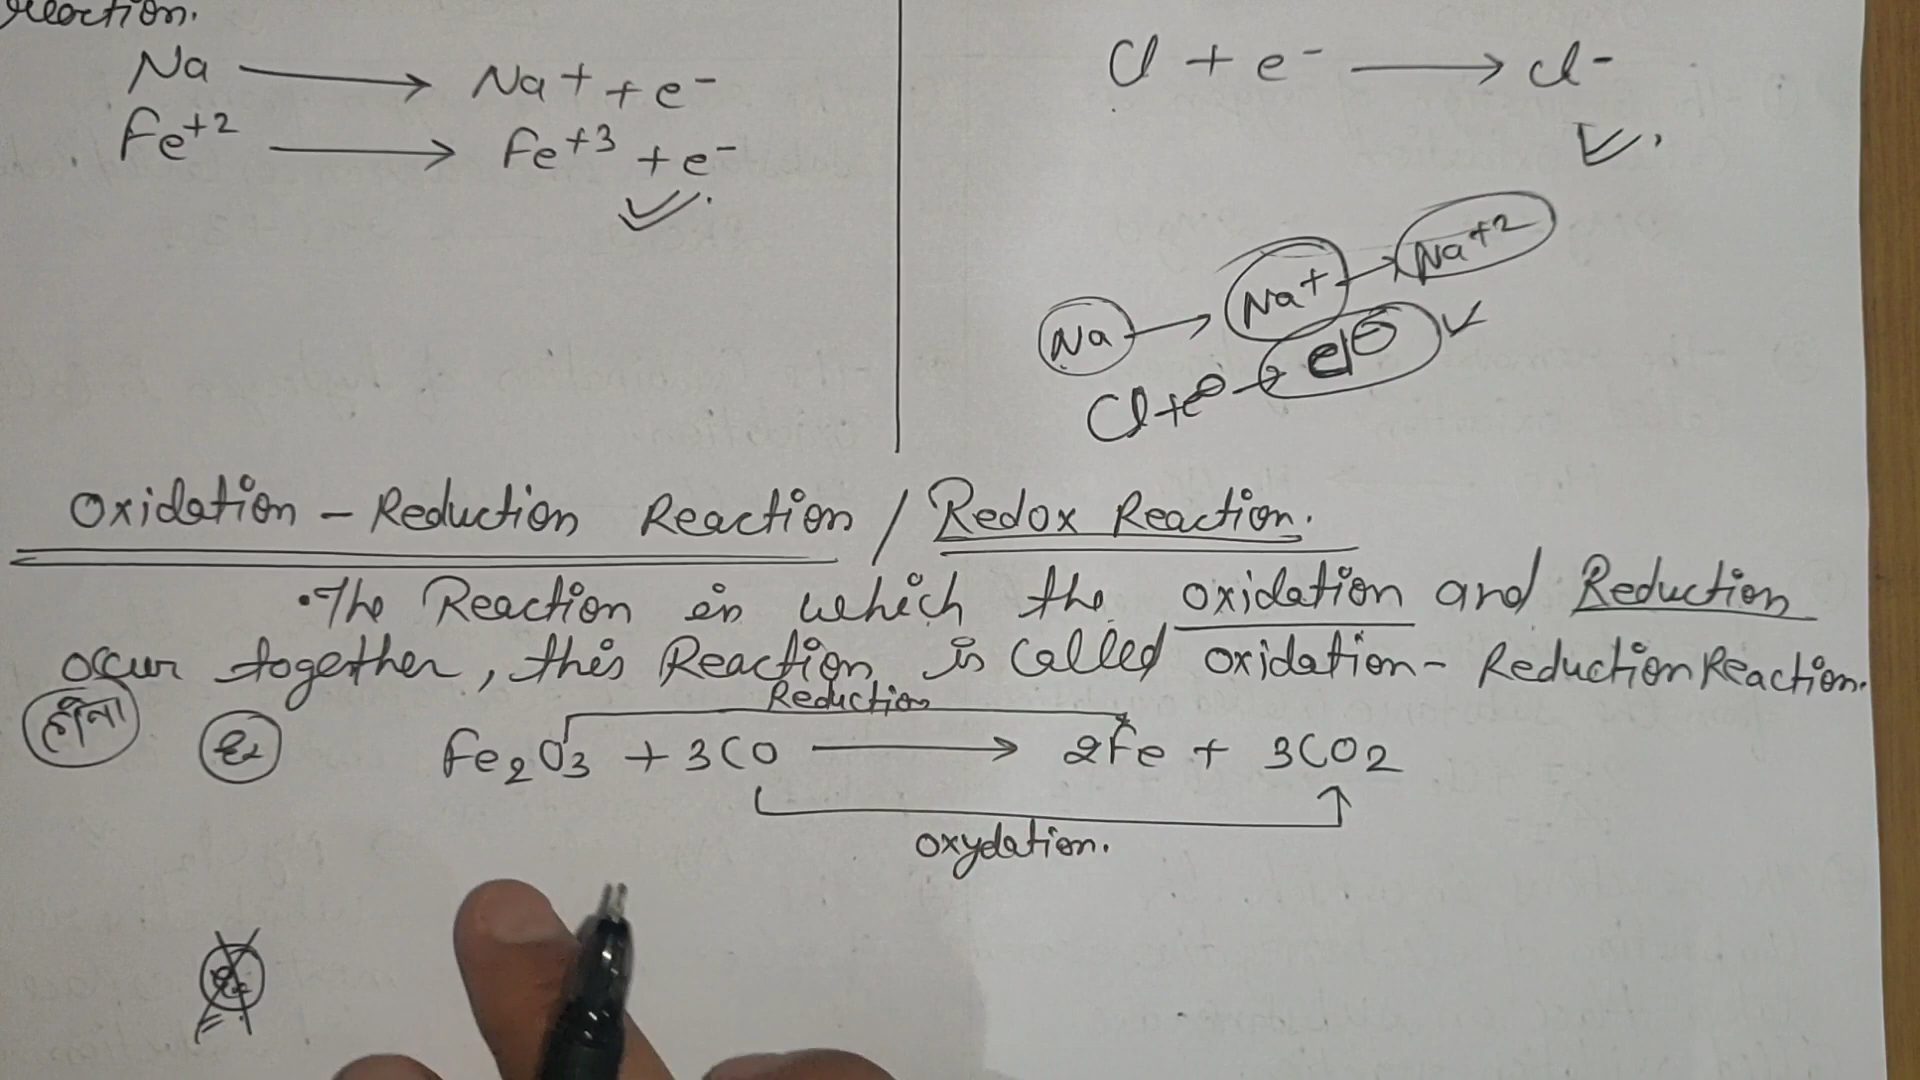 reaction.
Na → Na+ + e-
Fe+2 → Fe+3 + e-
Cl + e- → cl-
Na → Na+ → Na+2
Cl + e⊖ → cl⊖
Oxidation - Reduction Reaction / Redox Reaction.
• The Reaction in which the oxidation and Reduction
occur together, this Reaction is called oxidation - Reduction Reaction.
होना
Reduction
Ex Fe2O3 + 3CO → 2Fe + 3CO2
oxydation.